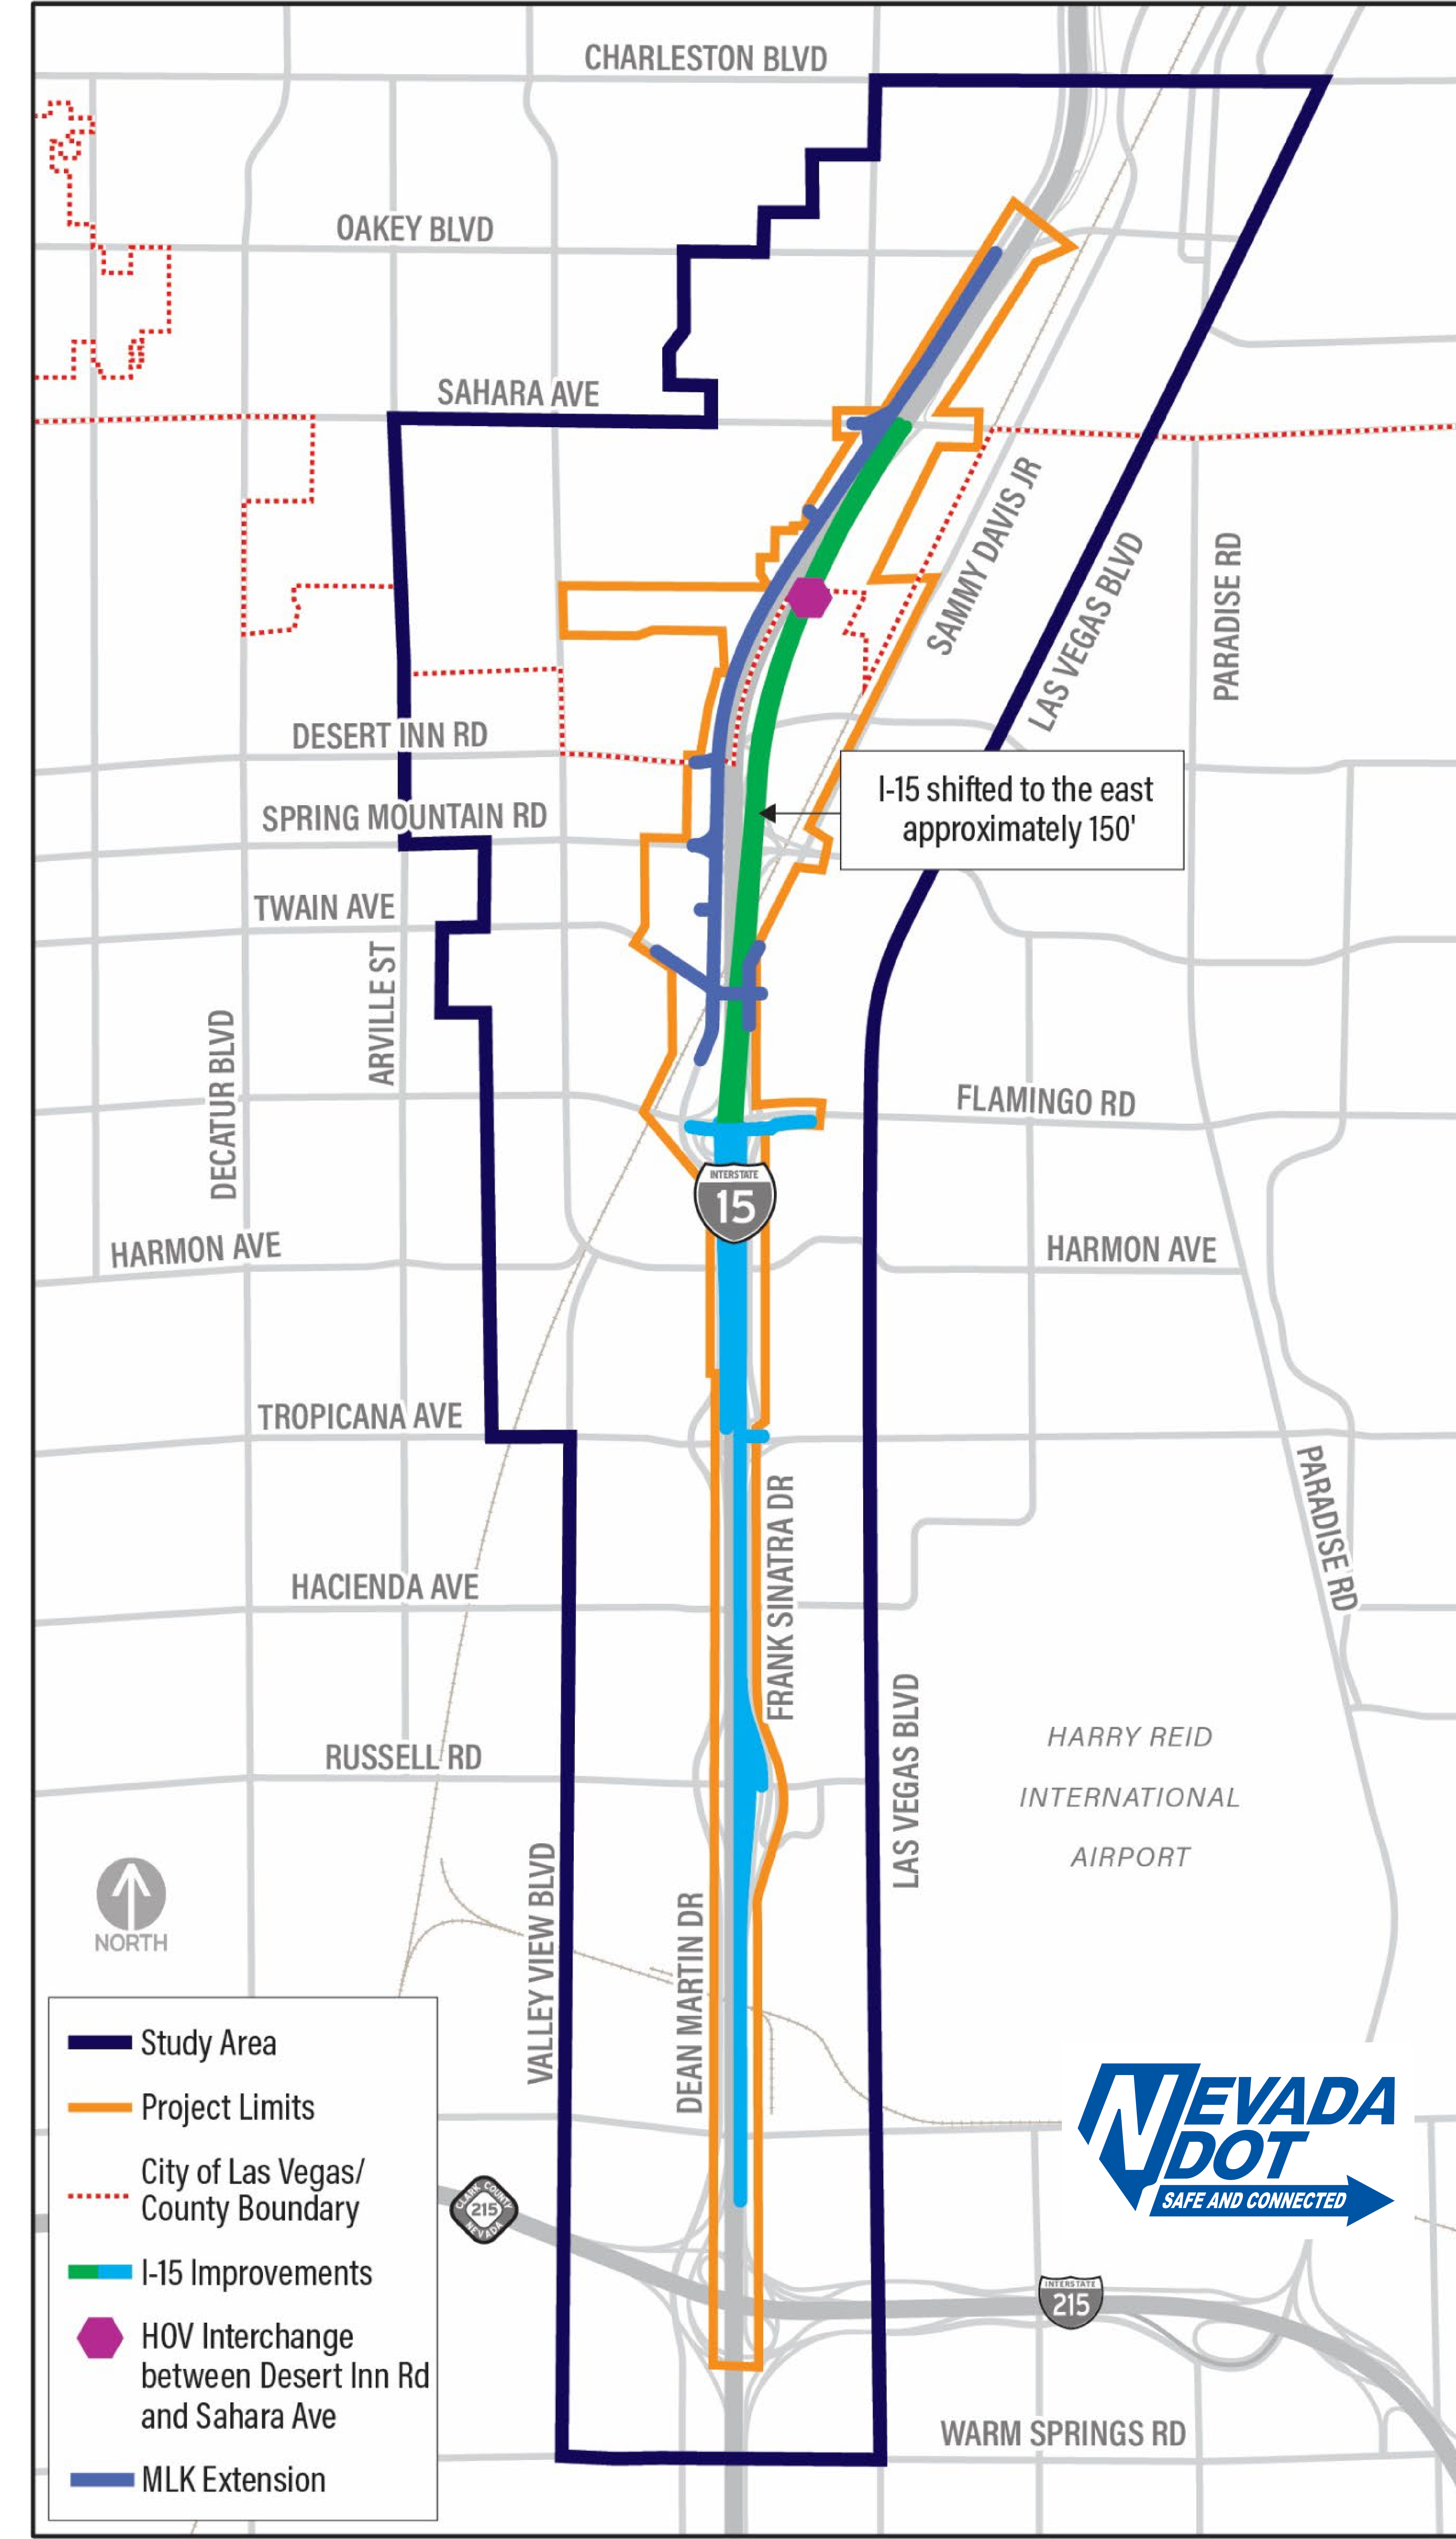 CHARLESTON BLVD
OAKEY BLVD
SAHARA AVE
SAMMY DAVIS JR
LAS VEGAS BLVD
PARADISE RD
DESERT INN RD
I-15 shifted to the east
approximately 150'
SPRING MOUNTAIN RD
TWAIN AVE
ARVILLE ST
DECATUR BLVD
FLAMINGO RD
INTERSTATE
15
HARMON AVE
HARMON AVE
TROPICANA AVE
PARADISE RD
FRANK SINATRA DR
HACIENDA AVE
LAS VEGAS BLVD
HARRY REID
INTERNATIONAL
AIRPORT
RUSSELL RD
VALLEY VIEW BLVD
DEAN MARTIN DR
NORTH
Study Area
Project Limits
City of Las Vegas/
County Boundary
I-15 Improvements
HOV Interchange
between Desert Inn Rd
and Sahara Ave
MLK Extension
CLARK COUNTY
215
NEVADA
NEVADA
DOT
SAFE AND CONNECTED
INTERSTATE
215
WARM SPRINGS RD